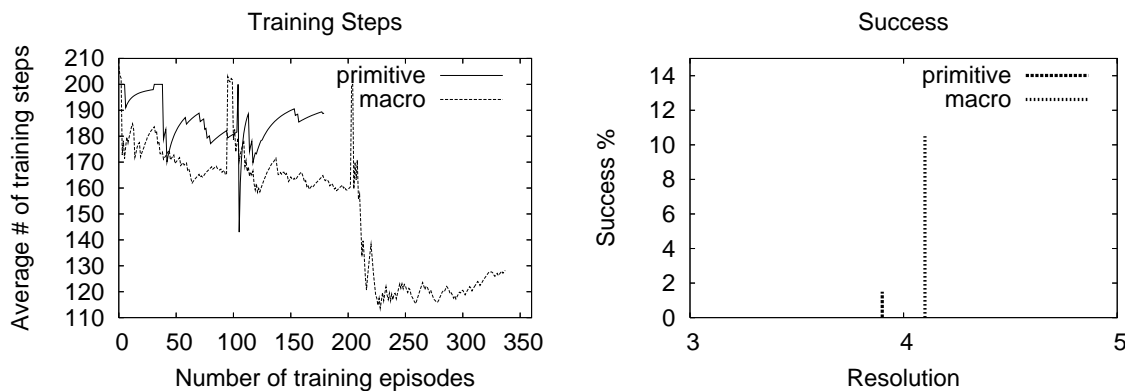 Training Steps
Average # of training steps
210
200
190
180
170
160
150
140
130
120
110
primitive
macro
0 50 100 150 200 250 300 350
Number of training episodes
Success
Success %
14
12
10
8
6
4
2
0
primitive
macro
3 4 5
Resolution